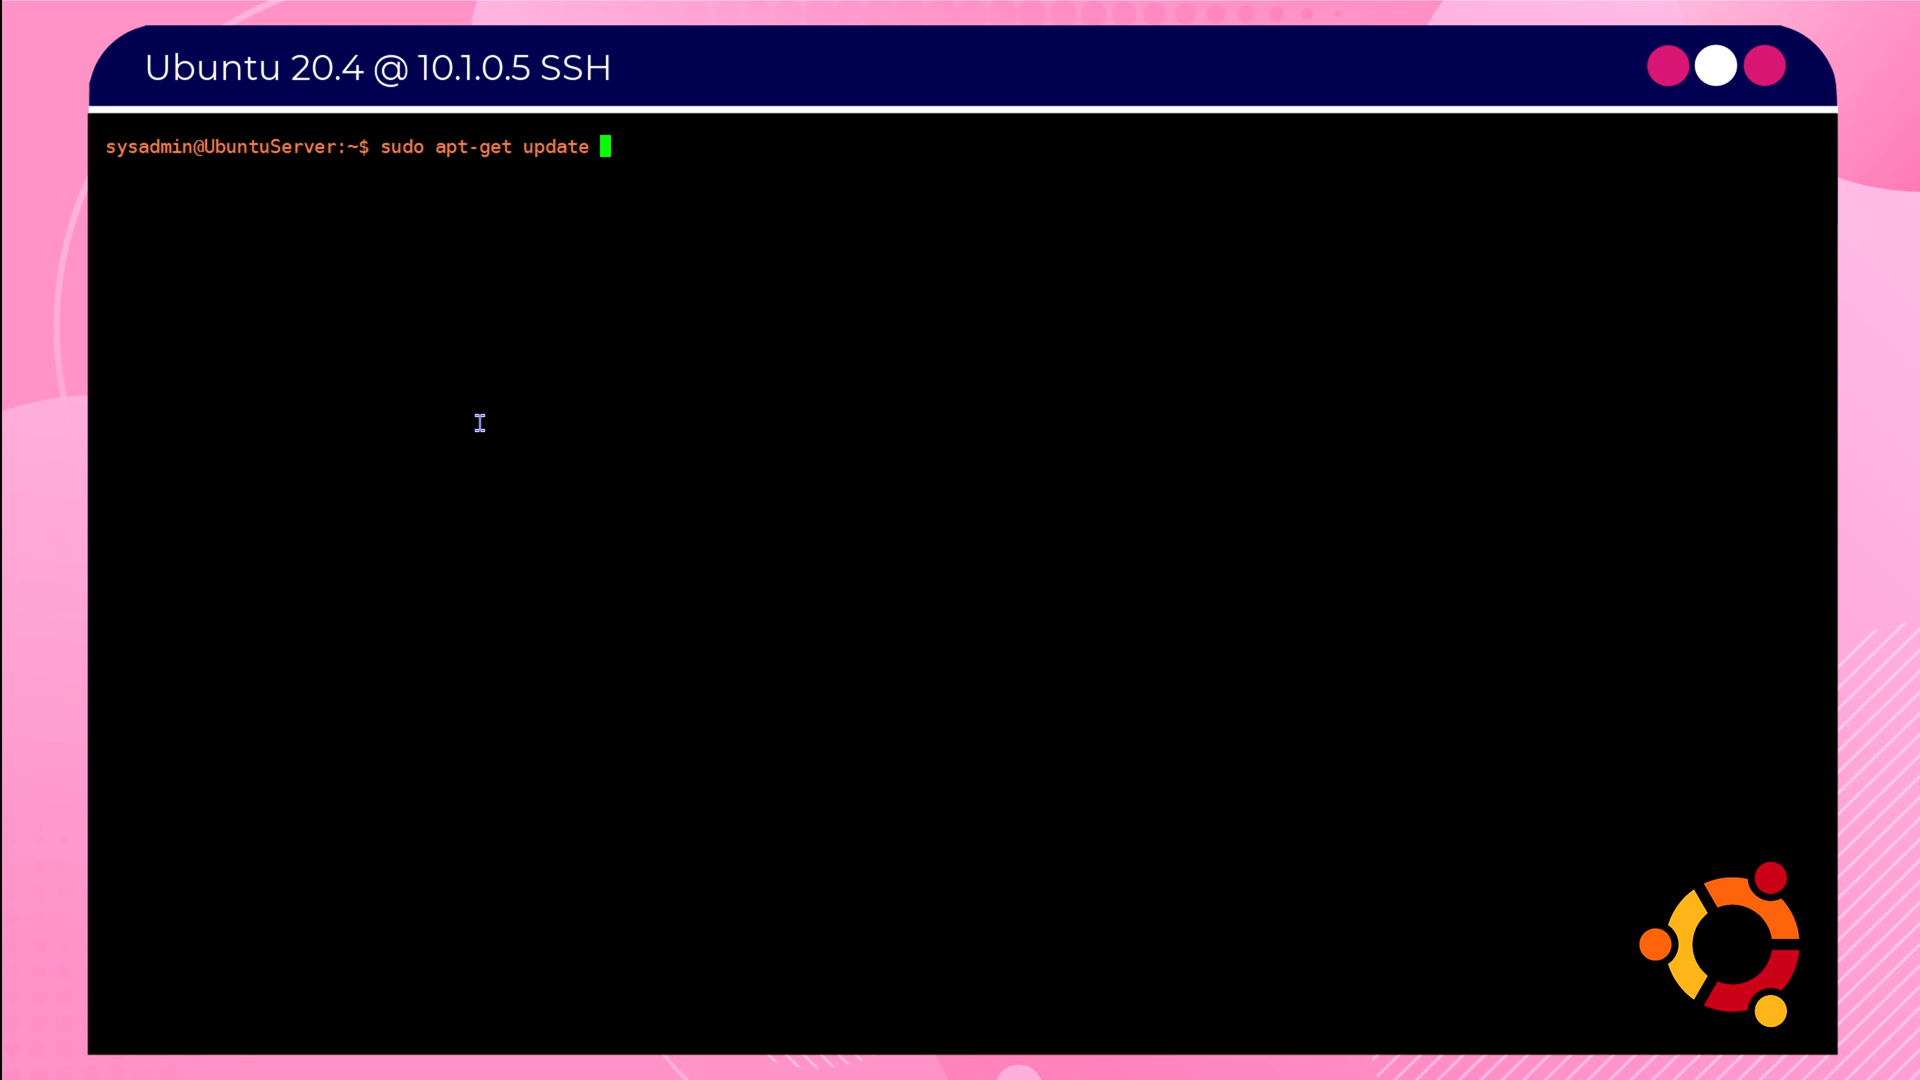 Ubuntu 20.4 @ 10.1.0.5 SSH
sysadmin@UbuntuServer:~$ sudo apt-get update